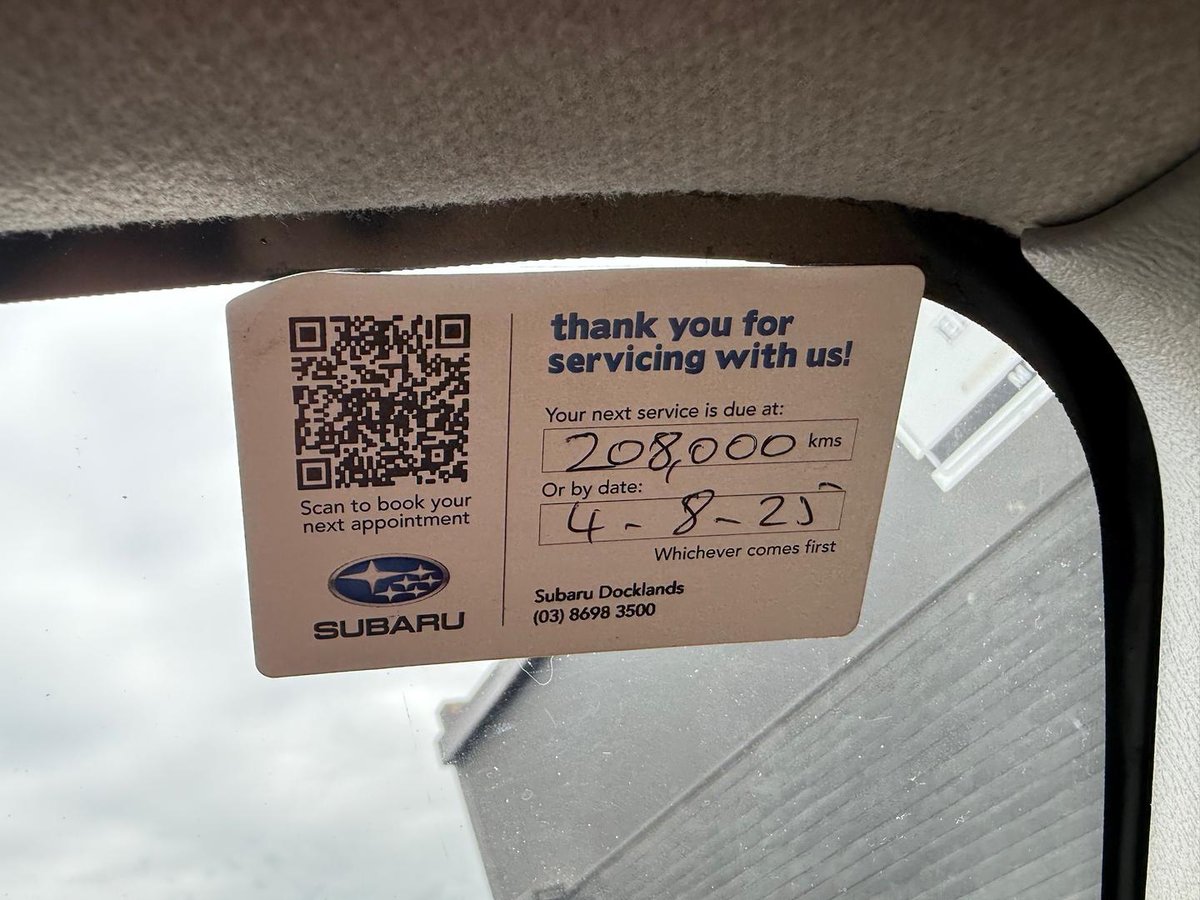 thank you for
servicing with us!
Your next service is due at:
208,000 kms
Or by date:
4-8-25
Whichever comes first
Subaru Docklands
(03) 8698 3500
Scan to book your
next appointment
SUBARU